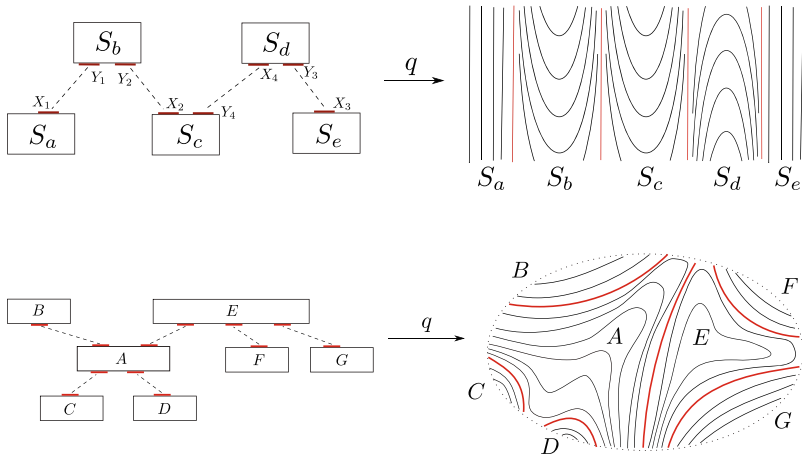 S_b S_d
Y_1 Y_2 X_4 Y_3
q
X_1 X_2 Y_4 X_3
S_a S_c S_e
S_a S_b S_c S_d S_e
B E
A
F G
C D
q
B F
A E
C G
D